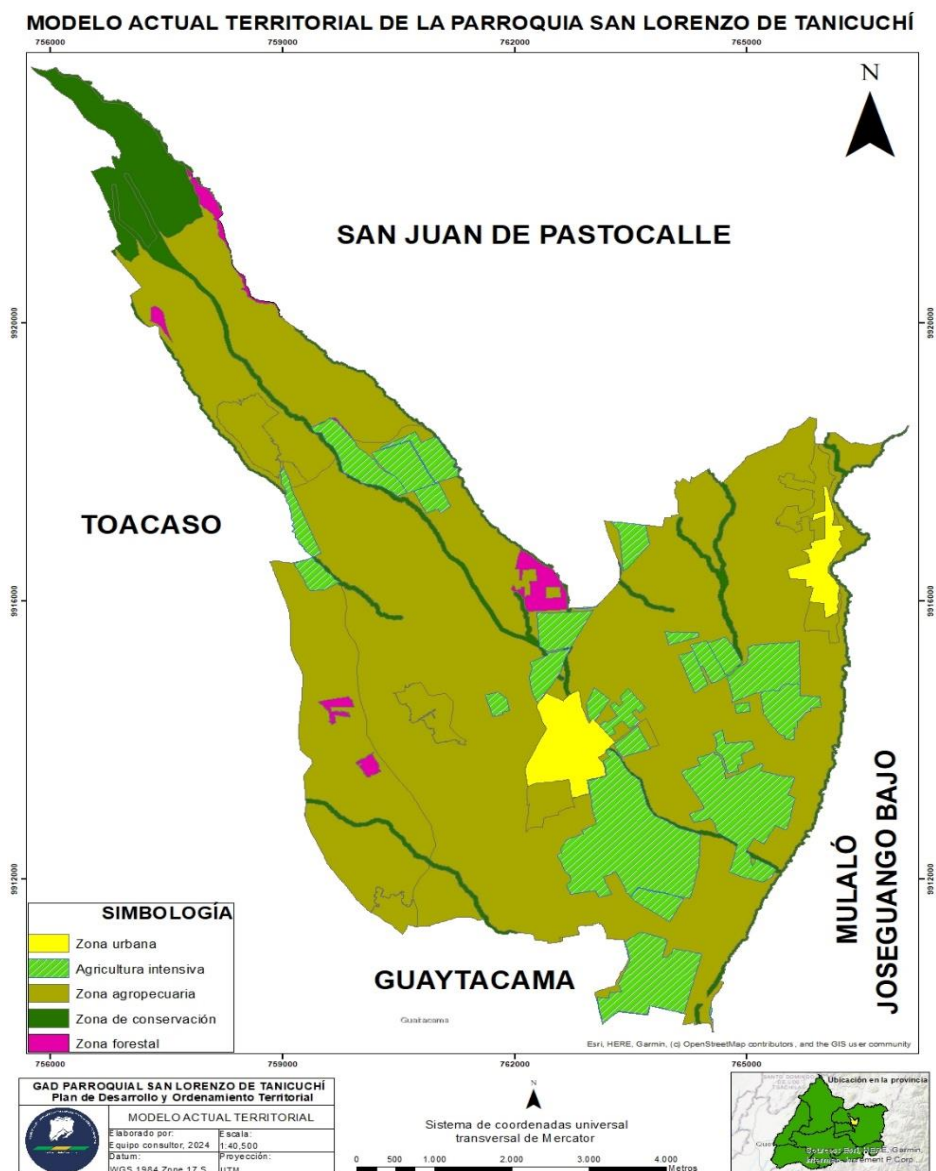 MODELO ACTUAL TERRITORIAL DE LA PARROQUIA SAN LORENZO DE TANICUCHÍ
756000 759000 762000 765000
N
SAN JUAN DE PASTOCALLE
9920000 9920000
TOACASO
9916000 9916000
MULALÓ
JOSEGUANGO BAJO
9912000 9912000
SIMBOLOGÍA
Zona urbana
Agricultura intensiva
Zona agropecuaria
Zona de conservación
Zona forestal
GUAYTACAMA
Guaitacama
Esri, HERE, Garmin, (c) OpenStreetMap contributors, and the GIS user community
756000 759000 762000 765000
GAD PARROQUIAL SAN LORENZO DE TANICUCHÍ
Plan de Desarrollo y Ordenamiento Territorial
MODELO ACTUAL TERRITORIAL
Elaborado por: Escala:
Equipo consultor, 2024 1:40,500
Datum: Proyección:
WGS 1984 Zone 17 S UTM
N
Sistema de coordenadas universal
transversal de Mercator
0 500 1.000 2.000 3.000 4.000
Metros
Ubicación en la provincia